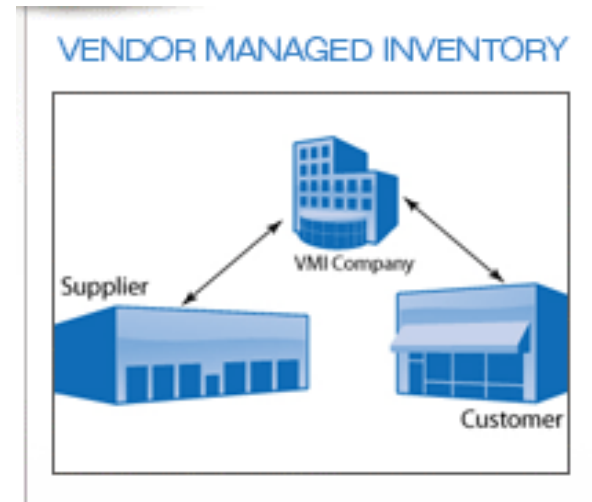 VENDOR MANAGED INVENTORY
VMI Company
Supplier
Customer